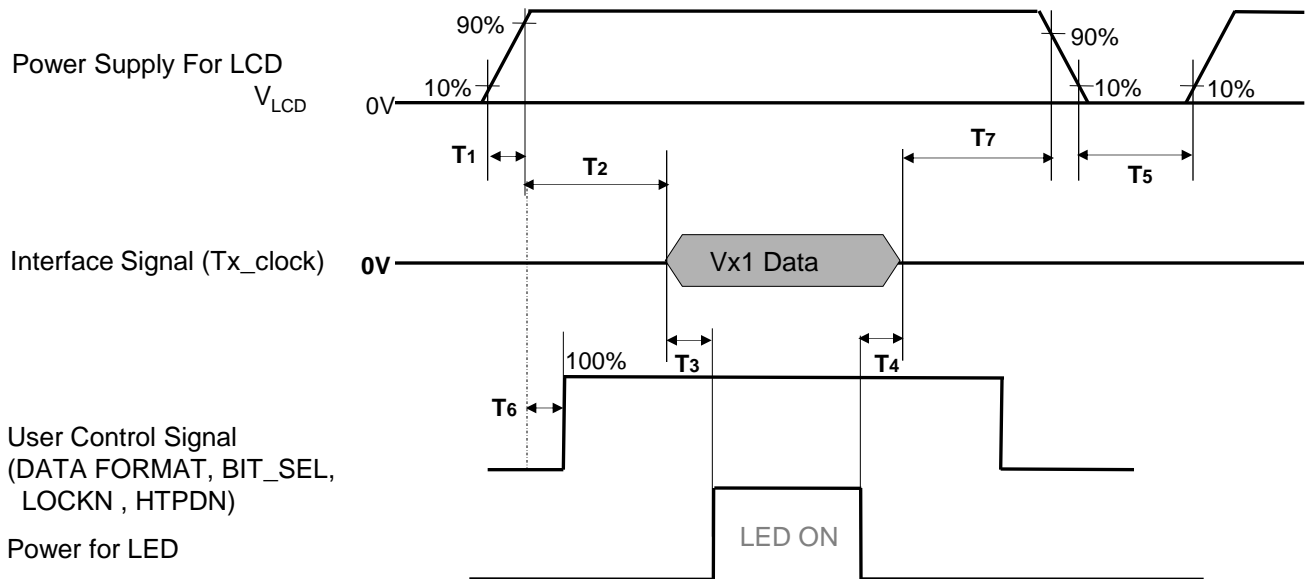 90%
90%
Power Supply For LCD
10%
10%
10%
VLCD
0V
T1
T2
T7
T5
Interface Signal (Tx_clock)
0V
Vx1 Data
100%
T3
T4
T6
User Control Signal
(DATA FORMAT, BIT_SEL,
LOCKN , HTPDN)
LED ON
Power for LED